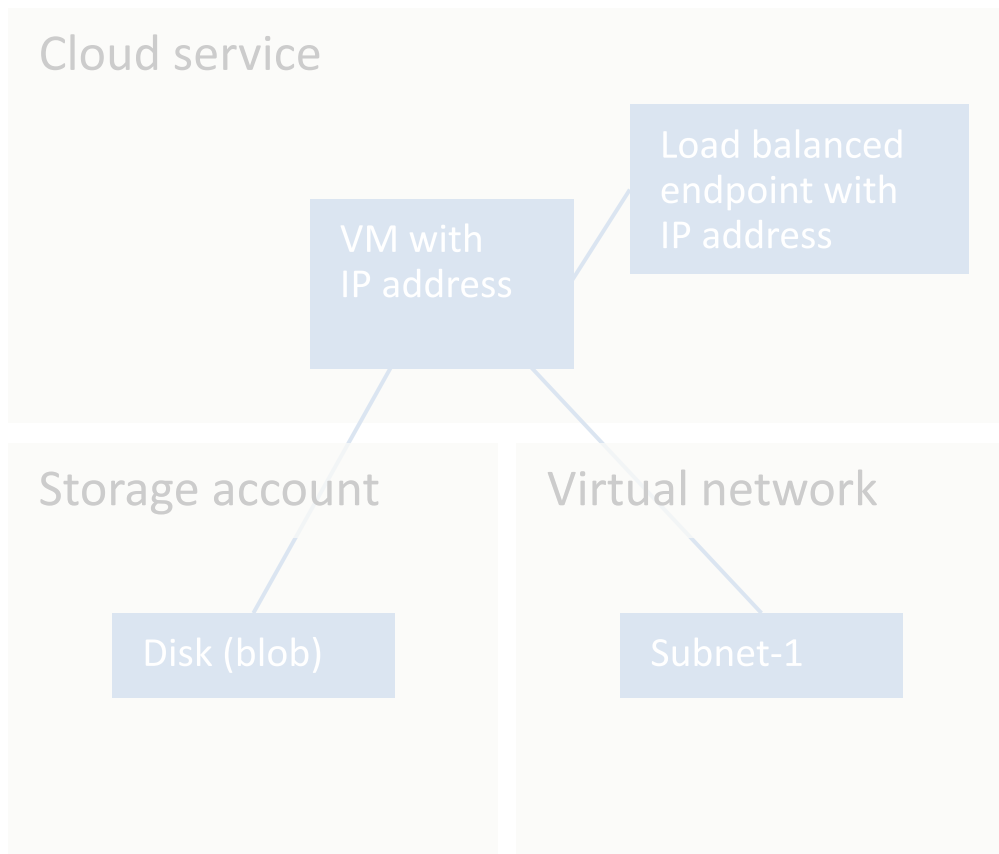 Cloud service
Load balanced
endpoint with
IP address
VM with
IP address
Storage account
Virtual network
Disk (blob)
Subnet-1